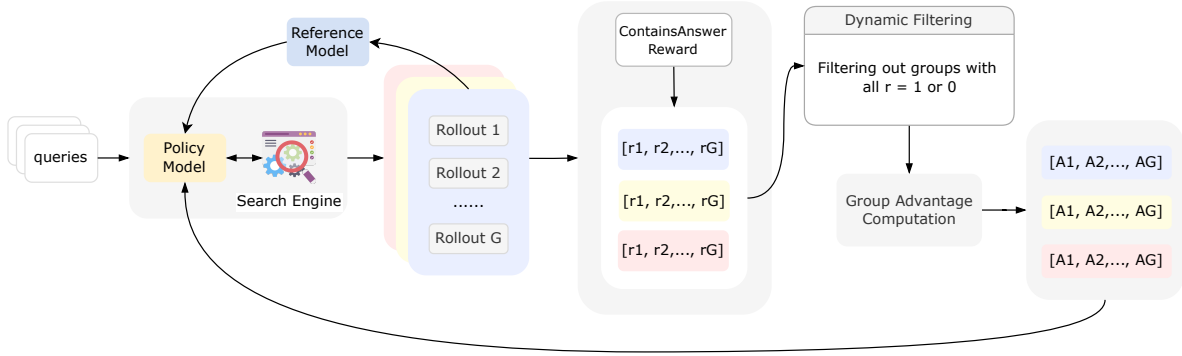 queries
Policy
Model
Search Engine
Reference
Model
Rollout 1
Rollout 2
......
Rollout G
ContainsAnswer
Reward
[r1, r2,..., rG]
[r1, r2,..., rG]
[r1, r2,..., rG]
Dynamic Filtering
Filtering out groups with
all r = 1 or 0
Group Advantage
Computation
[A1, A2,..., AG]
[A1, A2,..., AG]
[A1, A2,..., AG]